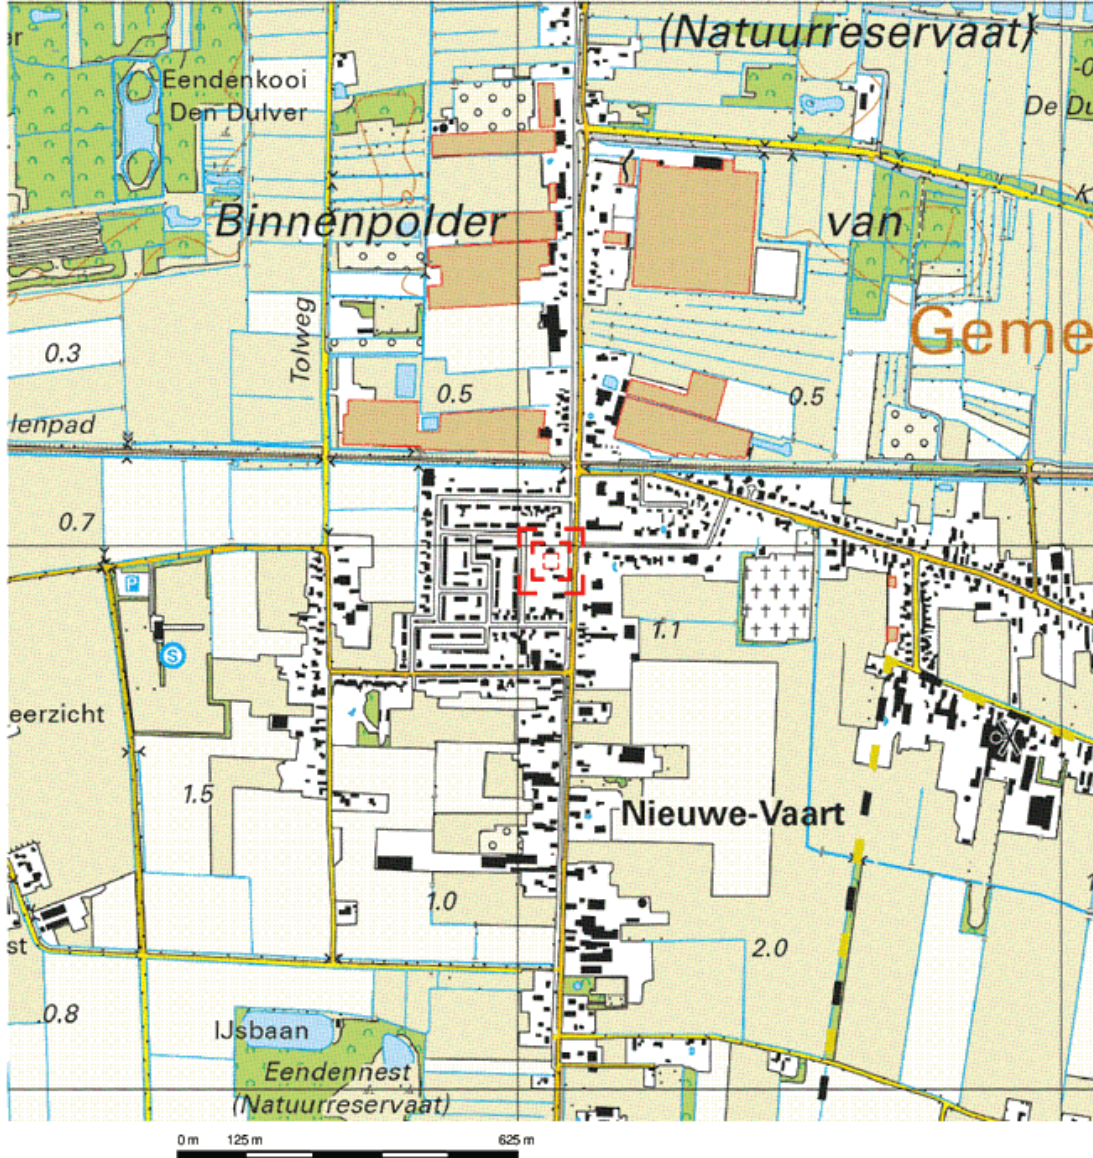 (Natuurreservaat)
Eendenkooi
Den Dulver
De Du
Binnenpolder
van
Tolweg
Geme
0.3
0.5
0.5
lenpad
0.7
P
1.1
S
eerzicht
1.5
Nieuwe-Vaart
1.0
2.0
st
0.8
IJsbaan
Eendennest
(Natuurreservaat)
0 m 125 m 625 m